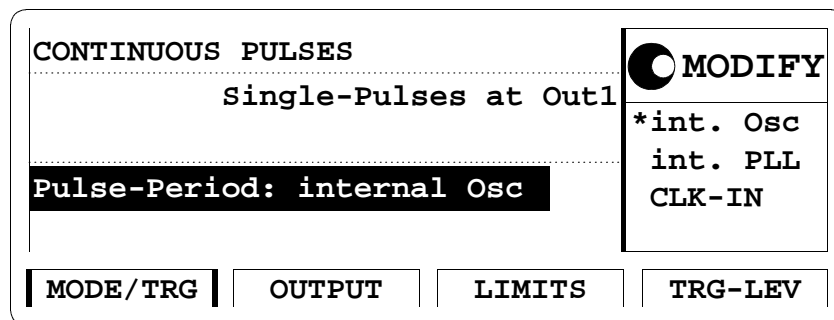 CONTINUOUS PULSES
Single-Pulses at Out1
Pulse-Period: internal Osc
MODIFY
*int. Osc
int. PLL
CLK-IN
MODE/TRG
OUTPUT
LIMITS
TRG-LEV